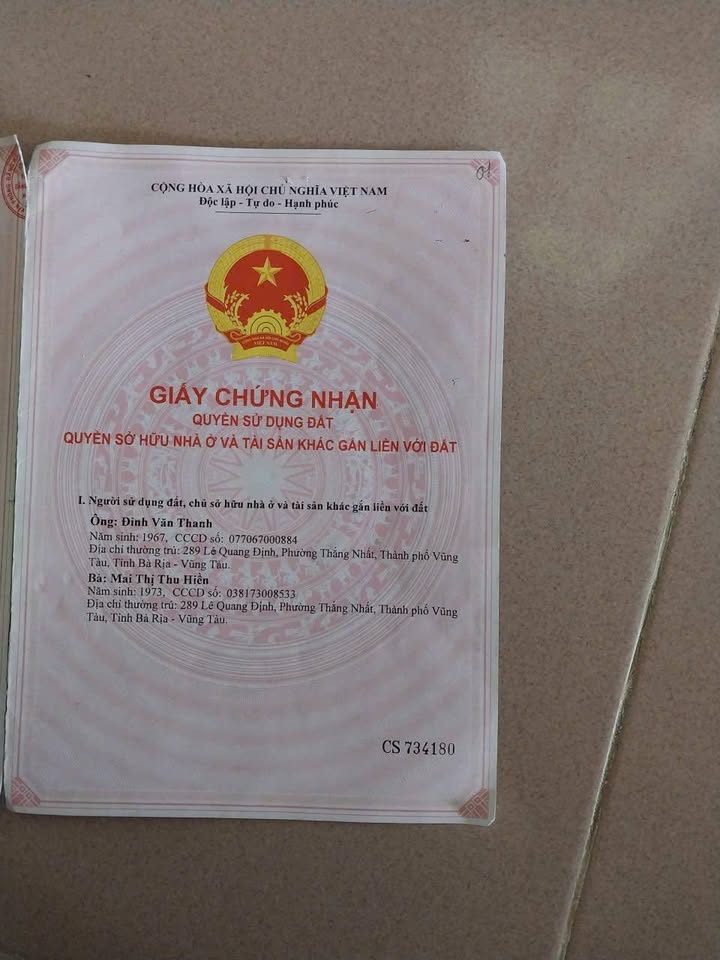 01
CỘNG HÒA XÃ HỘI CHỦ NGHĨA VIỆT NAM
Độc lập - Tự do - Hạnh phúc
VIỆT NAM
GIẤY CHỨNG NHẬN
QUYỀN SỬ DỤNG ĐẤT
QUYỀN SỞ HỮU NHÀ Ở VÀ TÀI SẢN KHÁC GẮN LIỀN VỚI ĐẤT
I. Người sử dụng đất, chủ sở hữu nhà ở và tài sản khác gắn liền với đất
Ông: Đinh Văn Thanh
Năm sinh: 1967, CCCD số: 077067000884
Địa chỉ thường trú: 289 Lê Quang Định, Phường Thắng Nhất, Thành phố Vũng
Tàu, Tỉnh Bà Rịa - Vũng Tàu.
Bà: Mai Thị Thu Hiền
Năm sinh: 1973, CCCD số: 038173008533
Địa chỉ thường trú: 289 Lê Quang Định, Phường Thắng Nhất, Thành phố Vũng
Tàu, Tỉnh Bà Rịa - Vũng Tàu.
CS 734180